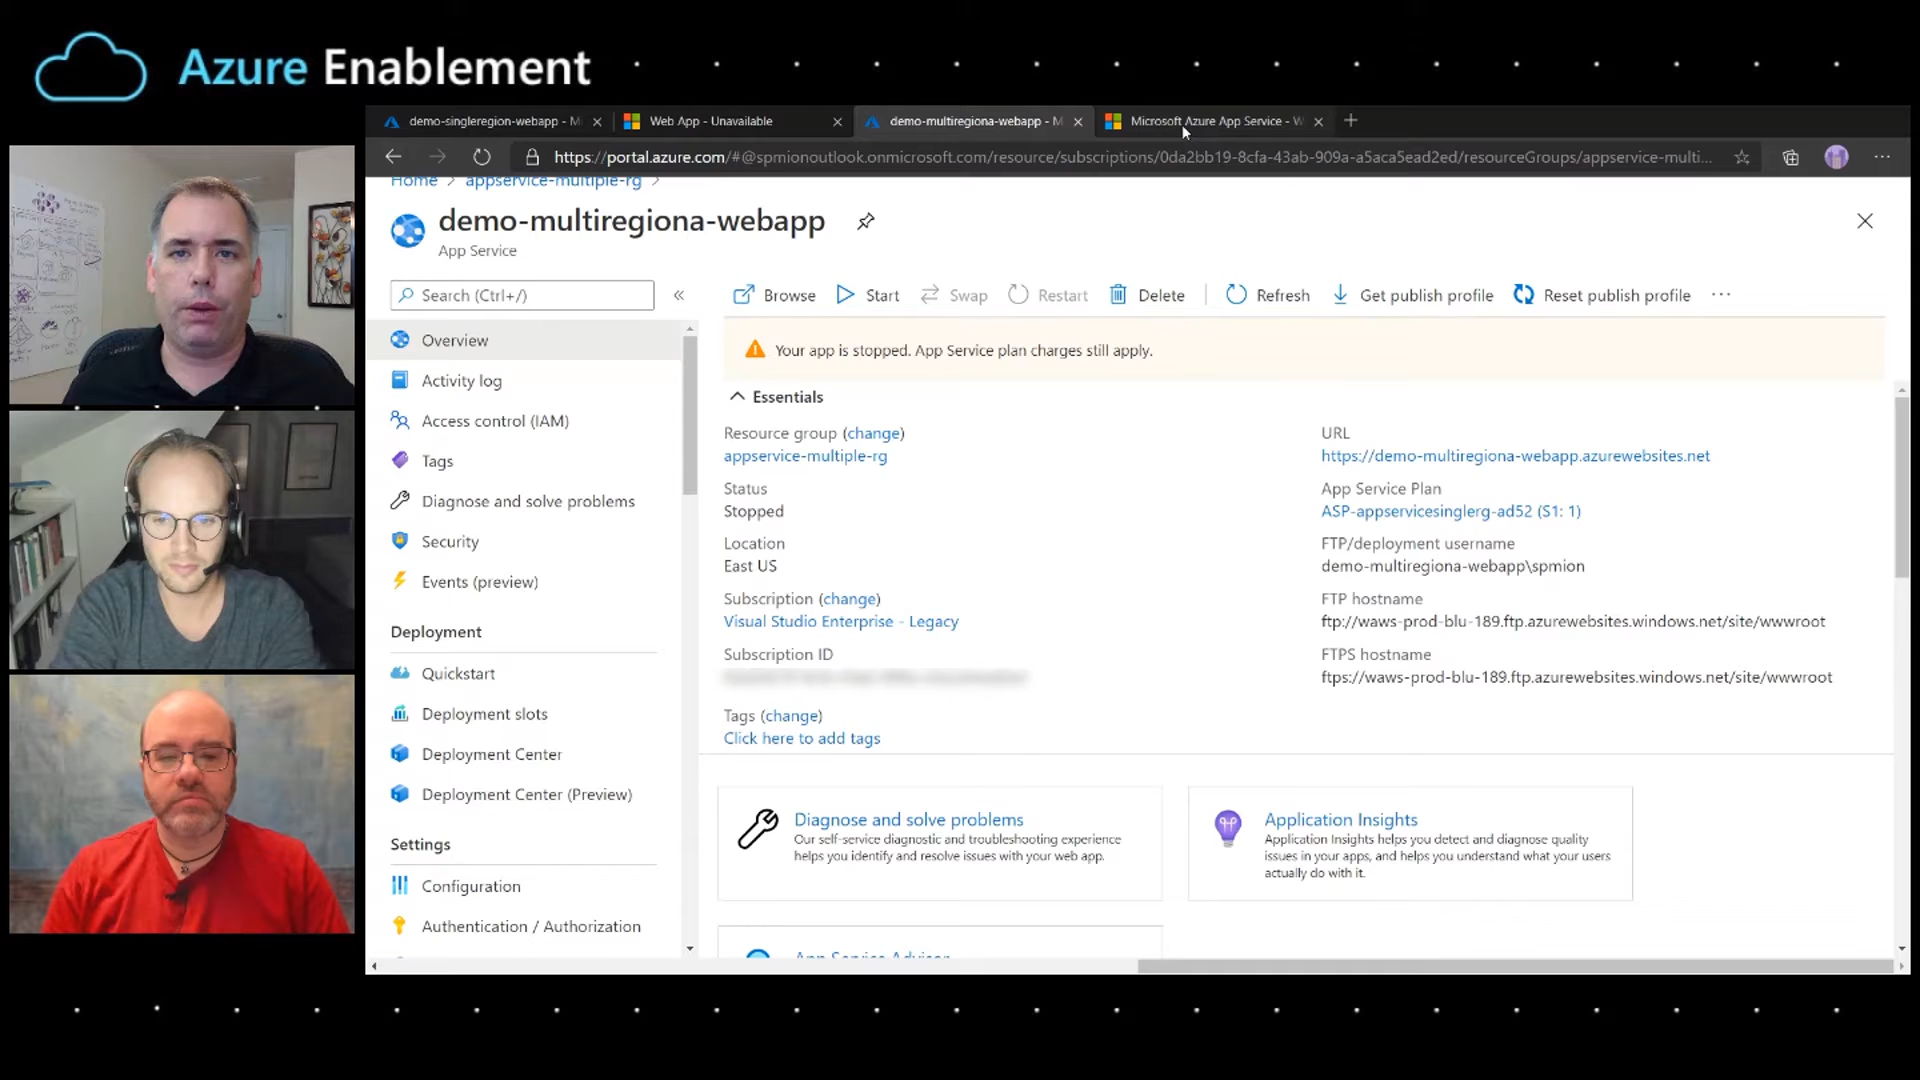 Azure Enablement
demo-singleregion-webapp - M
Web App - Unavailable
demo-multiregiona-webapp - M
Microsoft Azure App Service - W
https://portal.azure.com/#@spmionoutlook.onmicrosoft.com/resource/subscriptions/0da2bb19-8cfa-43ab-909a-a5aca5ead2ed/resourceGroups/appservice-multi...
Home > appservice-multiple-rg >
demo-multiregiona-webapp
App Service
Search (Ctrl+/)
«
Browse
Start
Swap
Restart
Delete
Refresh
Get publish profile
Reset publish profile
...
Overview
Activity log
Access control (IAM)
Tags
Diagnose and solve problems
Security
Events (preview)
Deployment
Quickstart
Deployment slots
Deployment Center
Deployment Center (Preview)
Settings
Configuration
Authentication / Authorization
Your app is stopped. App Service plan charges still apply.
Essentials
Resource group (change)
appservice-multiple-rg
Status
Stopped
Location
East US
Subscription (change)
Visual Studio Enterprise - Legacy
Subscription ID
Tags (change)
Click here to add tags
URL
https://demo-multiregiona-webapp.azurewebsites.net
App Service Plan
ASP-appservicesinglerg-ad52 (S1: 1)
FTP/deployment username
demo-multiregiona-webapp\spmion
FTP hostname
ftp://waws-prod-blu-189.ftp.azurewebsites.windows.net/site/wwwroot
FTPS hostname
ftps://waws-prod-blu-189.ftp.azurewebsites.windows.net/site/wwwroot
Diagnose and solve problems
Our self-service diagnostic and troubleshooting experience
helps you identify and resolve issues with your web app.
Application Insights
Application Insights helps you detect and diagnose quality
issues in your apps, and helps you understand what your users
actually do with it.
App Service Advisor